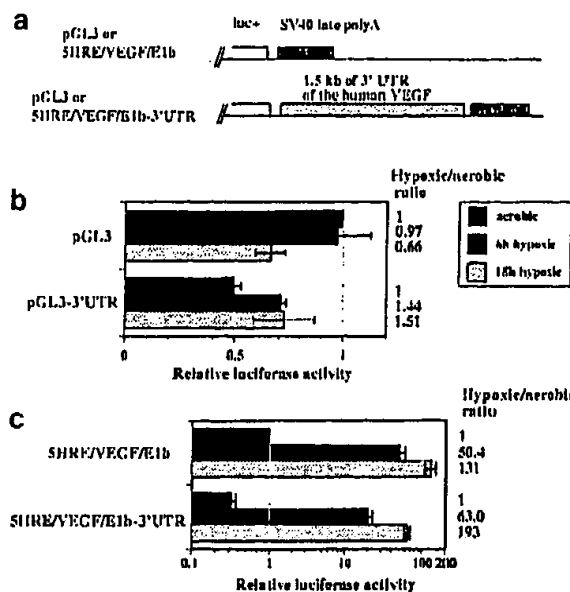 a
luc+ SV40 late polyA
pGL3 or
5HRE/VEGF/E1b
1.5 kb of 3' UTR
of the human VEGF
pGL3 or
5HRE/VEGF/E1b-3'UTR
b
Hypoxic/aerobic
ratio
pGL3
1
0.97
0.66
pGL3-3'UTR
1
1.44
1.51
aerobic
6h hypoxic
18h hypoxic
0 0.5 1
Relative luciferase activity
c
Hypoxic/aerobic
ratio
5HRE/VEGF/E1b
1
50.4
131
5HRE/VEGF/E1b-3'UTR
1
63.0
193
0.1 1 10 100 200
Relative luciferase activity